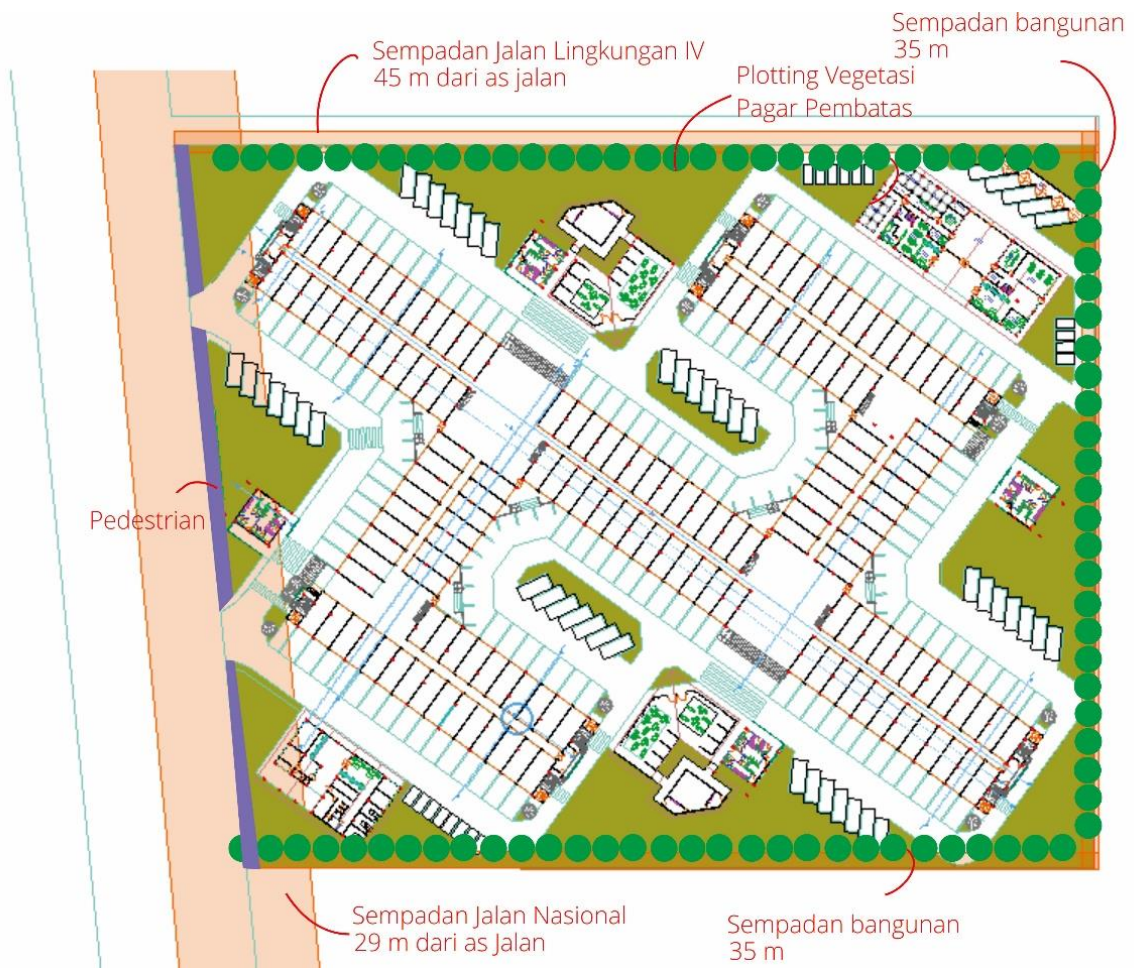 Sempadan Jalan Lingkungan IV
45 m dari as jalan
Sempadan bangunan
35 m
Plotting Vegetasi
Pagar Pembatas
Pedestrian
Sempadan Jalan Nasional
29 m dari as Jalan
Sempadan bangunan
35 m